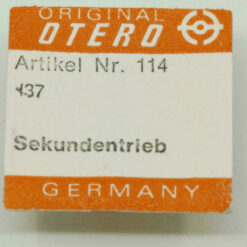 ORIGINAL
OTERO
Artikel Nr. 114
437
Sekundentrieb
GERMANY